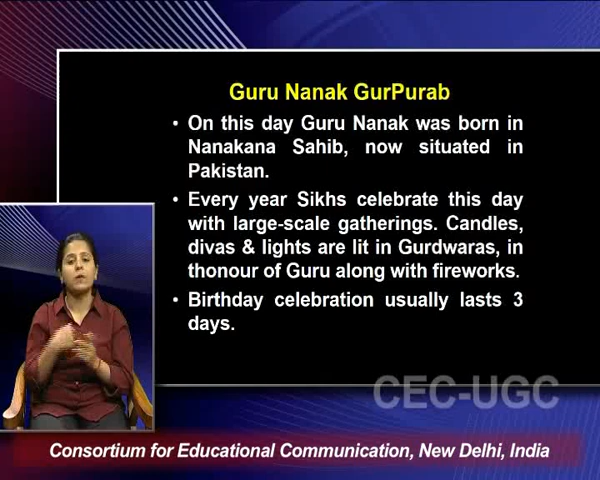 Guru Nanak GurPurab
• On this day Guru Nanak was born in
Nanakana Sahib, now situated in
Pakistan.
• Every year Sikhs celebrate this day
with large-scale gatherings. Candles,
divas & lights are lit in Gurdwaras, in
thonour of Guru along with fireworks.
• Birthday celebration usually lasts 3
days.
CEC-UGC
Consortium for Educational Communication, New Delhi, India